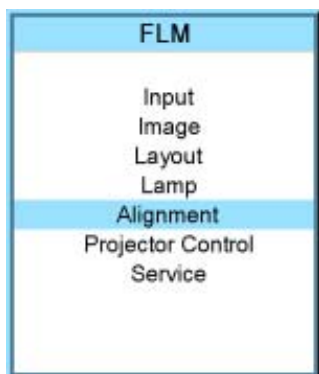 FLM
Input
Image
Layout
Lamp
Alignment
Projector Control
Service